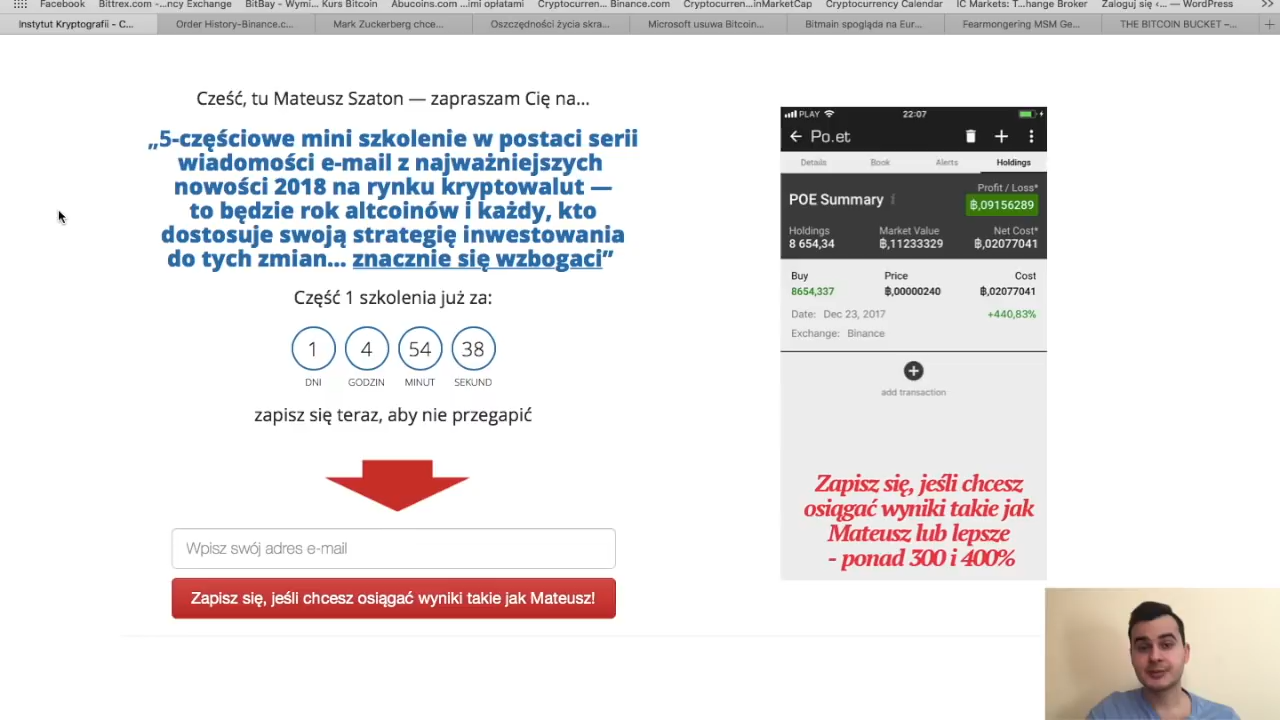 Facebook
Bittrex.com -...ncy Exchange
BitBay - Wymi... Kurs Bitcoin
Abucoins.com ...imi opłatami
Cryptocurren... Binance.com
Cryptocurren...inMarketCap
Cryptocurrency Calendar
IC Markets: T...hange Broker
Zaloguj się ‹... — WordPress
Instytut Kryptografii - C...
Order History-Binance.c...
Mark Zuckerberg chce...
Oszczędności życia skra...
Microsoft usuwa Bitcoin...
Bitmain spogląda na Eur...
Fearmongering MSM Ge...
THE BITCOIN BUCKET –...
Cześć, tu Mateusz Szaton — zapraszam Cię na...
„5-częściowe mini szkolenie w postaci serii
wiadomości e-mail z najważniejszych
nowości 2018 na rynku kryptowalut —
to będzie rok altcoinów i każdy, kto
dostosuje swoją strategię inwestowania
do tych zmian... znacznie się wzbogaci”
Część 1 szkolenia już za:
1 4 54 38
DNI GODZIN MINUT SEKUND
zapisz się teraz, aby nie przegapić
Wpisz swój adres e-mail
Zapisz się, jeśli chcesz osiągać wyniki takie jak Mateusz!
PLAY 22:07
Po.et
Details Book Alerts Holdings
Profit / Loss*
POE Summary ฿,09156289
Holdings Market Value Net Cost*
8 654,34 ฿,11233329 ฿,02077041
Buy Price Cost
8654,337 ฿,00000240 ฿,02077041
Date: Dec 23, 2017 +440,83%
Exchange: Binance
add transaction
Zapisz się, jeśli chcesz
osiągać wyniki takie jak
Mateusz lub lepsze
- ponad 300 i 400%